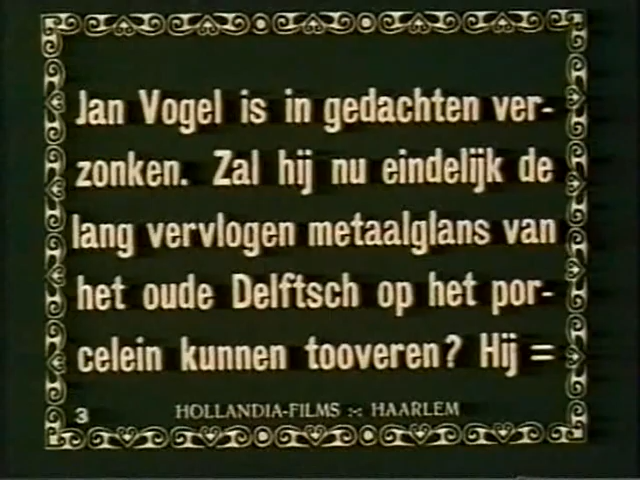 Jan Vogel is in gedachten ver-
zonken. Zal hij nu eindelijk de
lang vervlogen metaalglans van
het oude Delftsch op het por-
celein kunnen tooveren? Hij =
3 HOLLANDIA-FILMS :-: HAARLEM